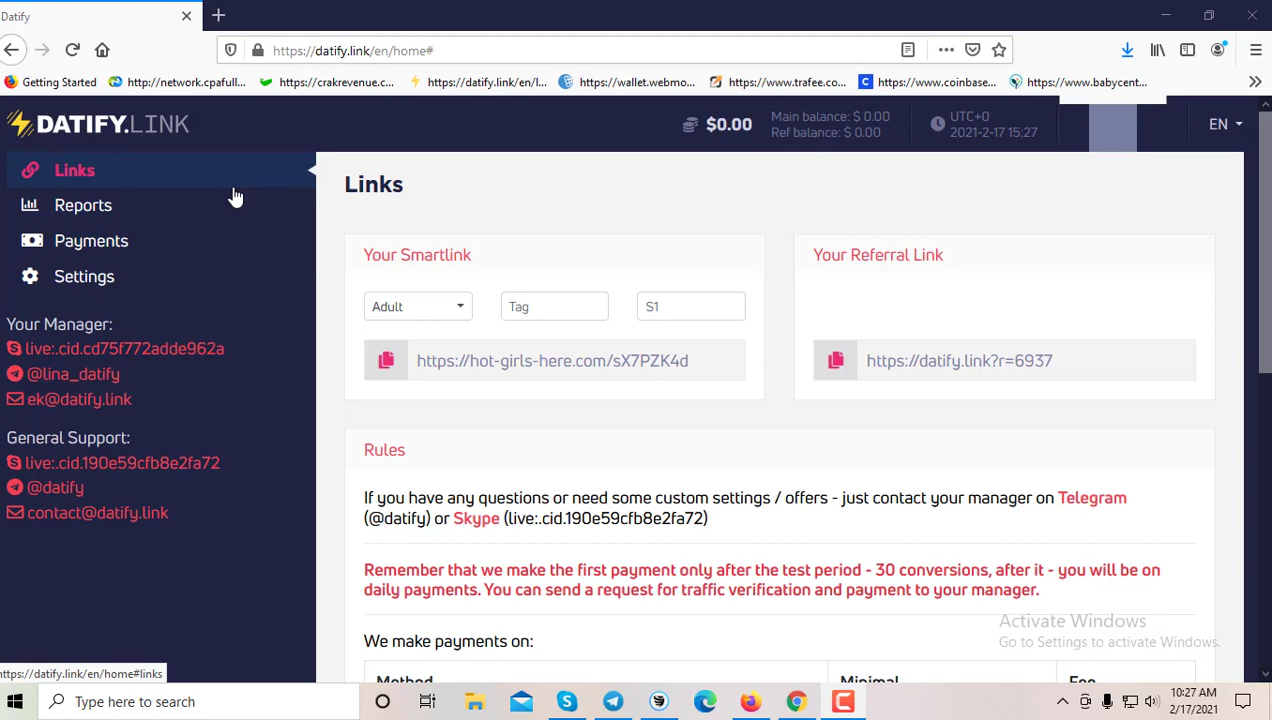 Datify
https://datify.link/en/home#
Getting Started
http://network.cpafull...
https://crakrevenue.c...
https://datify.link/en/l...
https://wallet.webmo...
https://www.trafee.co...
https://www.coinbase...
https://www.babycent...
DATIFY.LINK
$0.00
Main balance: $ 0.00
Ref balance: $ 0.00
UTC+0
2021-2-17 15:27
EN
Links
Reports
Payments
Settings
Your Manager:
live:.cid.cd75f772adde962a
@lina_datify
ek@datify.link
General Support:
live:.cid.190e59cfb8e2fa72
@datify
contact@datify.link
Links
Your Smartlink
Adult
Tag
S1
https://hot-girls-here.com/sX7PZK4d
Your Referral Link
https://datify.link?r=6937
Rules
If you have any questions or need some custom settings / offers - just contact your manager on Telegram
(@datify) or Skype (live:.cid.190e59cfb8e2fa72)
Remember that we make the first payment only after the test period - 30 conversions, after it - you will be on
daily payments. You can send a request for traffic verification and payment to your manager.
We make payments on:
Method Minimal Fee
Activate Windows
Go to Settings to activate Windows.
https://datify.link/en/home#links
Type here to search
10:27 AM
2/17/2021